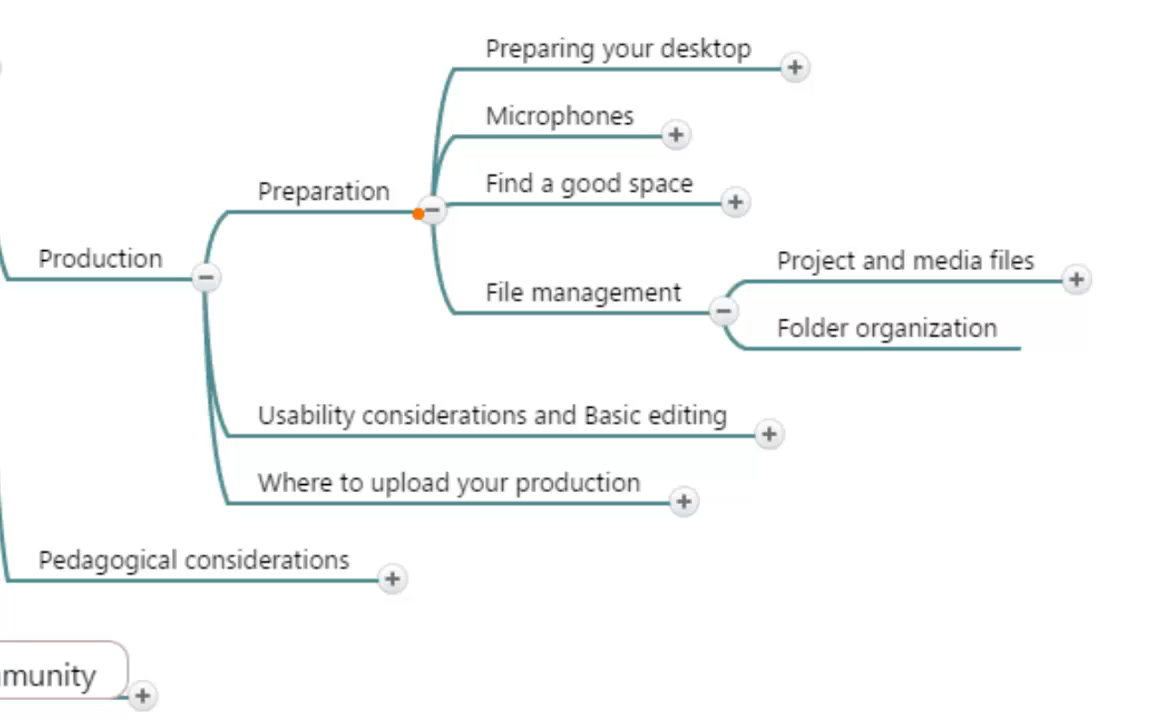 Preparing your desktop
Microphones
Preparation
Find a good space
Production
Project and media files
File management
Folder organization
Usability considerations and Basic editing
Where to upload your production
Pedagogical considerations